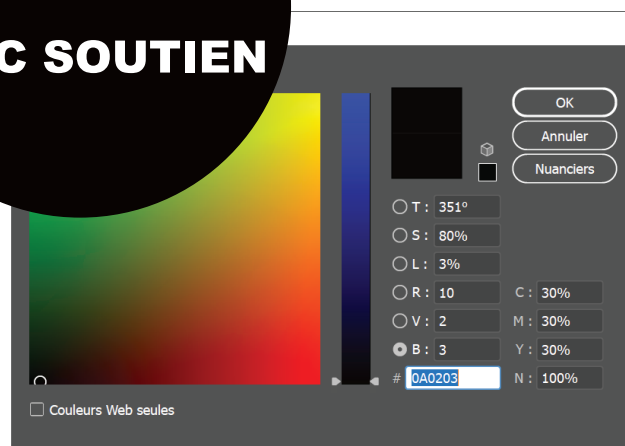 C SOUTIEN
OK
Annuler
Nuanciers
T : 351°
S : 80%
L : 3%
R : 10 C : 30%
V : 2 M : 30%
B : 3 Y : 30%
# 0A0203 N : 100%
Couleurs Web seules